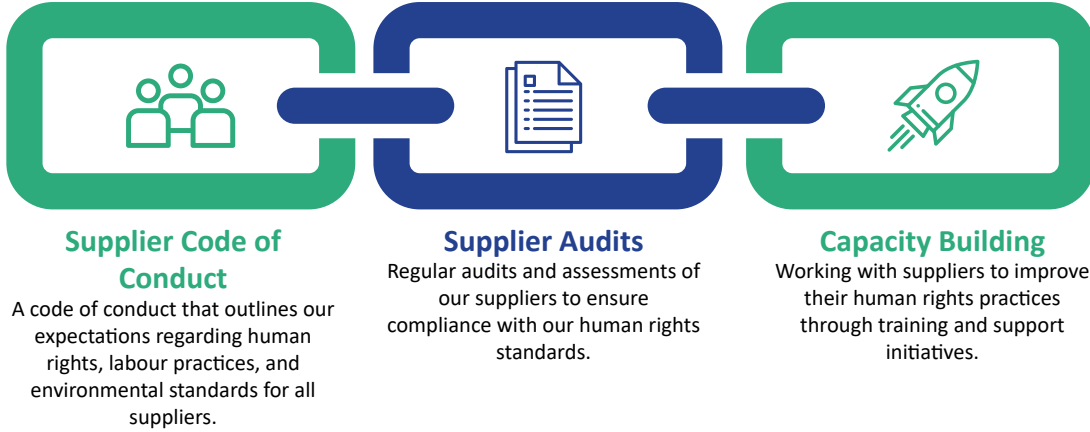 Supplier Code of
Conduct
A code of conduct that outlines our
expectations regarding human
rights, labour practices, and
environmental standards for all
suppliers.
Supplier Audits
Regular audits and assessments of
our suppliers to ensure
compliance with our human rights
standards.
Capacity Building
Working with suppliers to improve
their human rights practices
through training and support
initiatives.